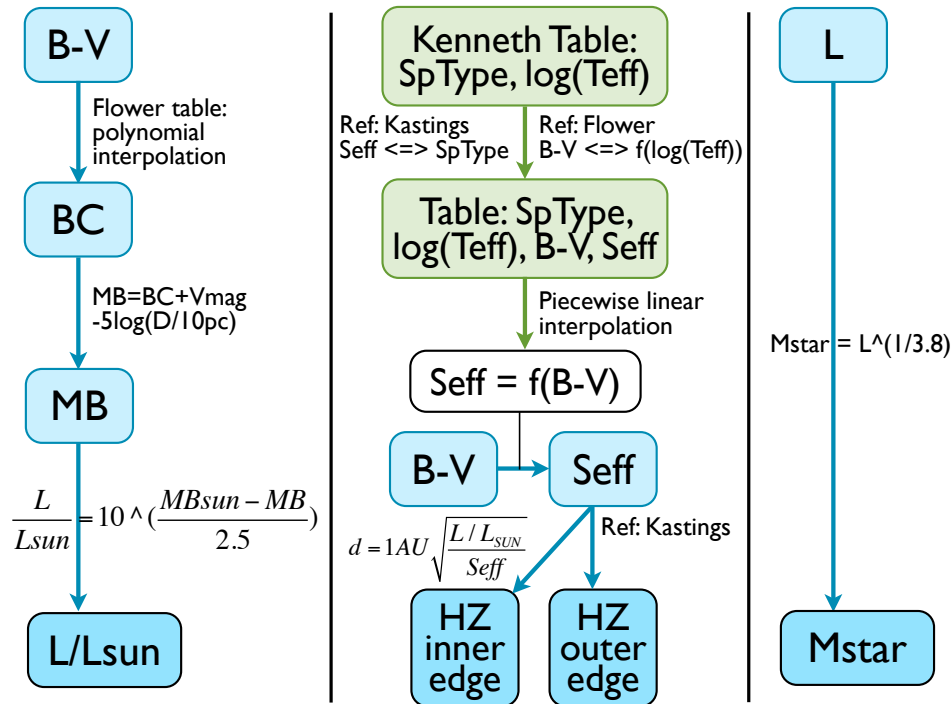 B-V
Flower table:
polynomial
interpolation
BC
MB=BC+Vmag
-5log(D/10pc)
MB
L/Lsun = 10 ^ ((MBsun − MB)/2.5)
L/Lsun
Kenneth Table:
SpType, log(Teff)
Ref: Kastings
Seff <=> SpType
Ref: Flower
B-V <=> f(log(Teff))
Table: SpType,
log(Teff), B-V, Seff
Piecewise linear
interpolation
Seff = f(B-V)
B-V
Seff
d = 1AU √((L / L_SUN)/Seff)
Ref: Kastings
HZ
inner
edge
HZ
outer
edge
L
Mstar = L^(1/3.8)
Mstar